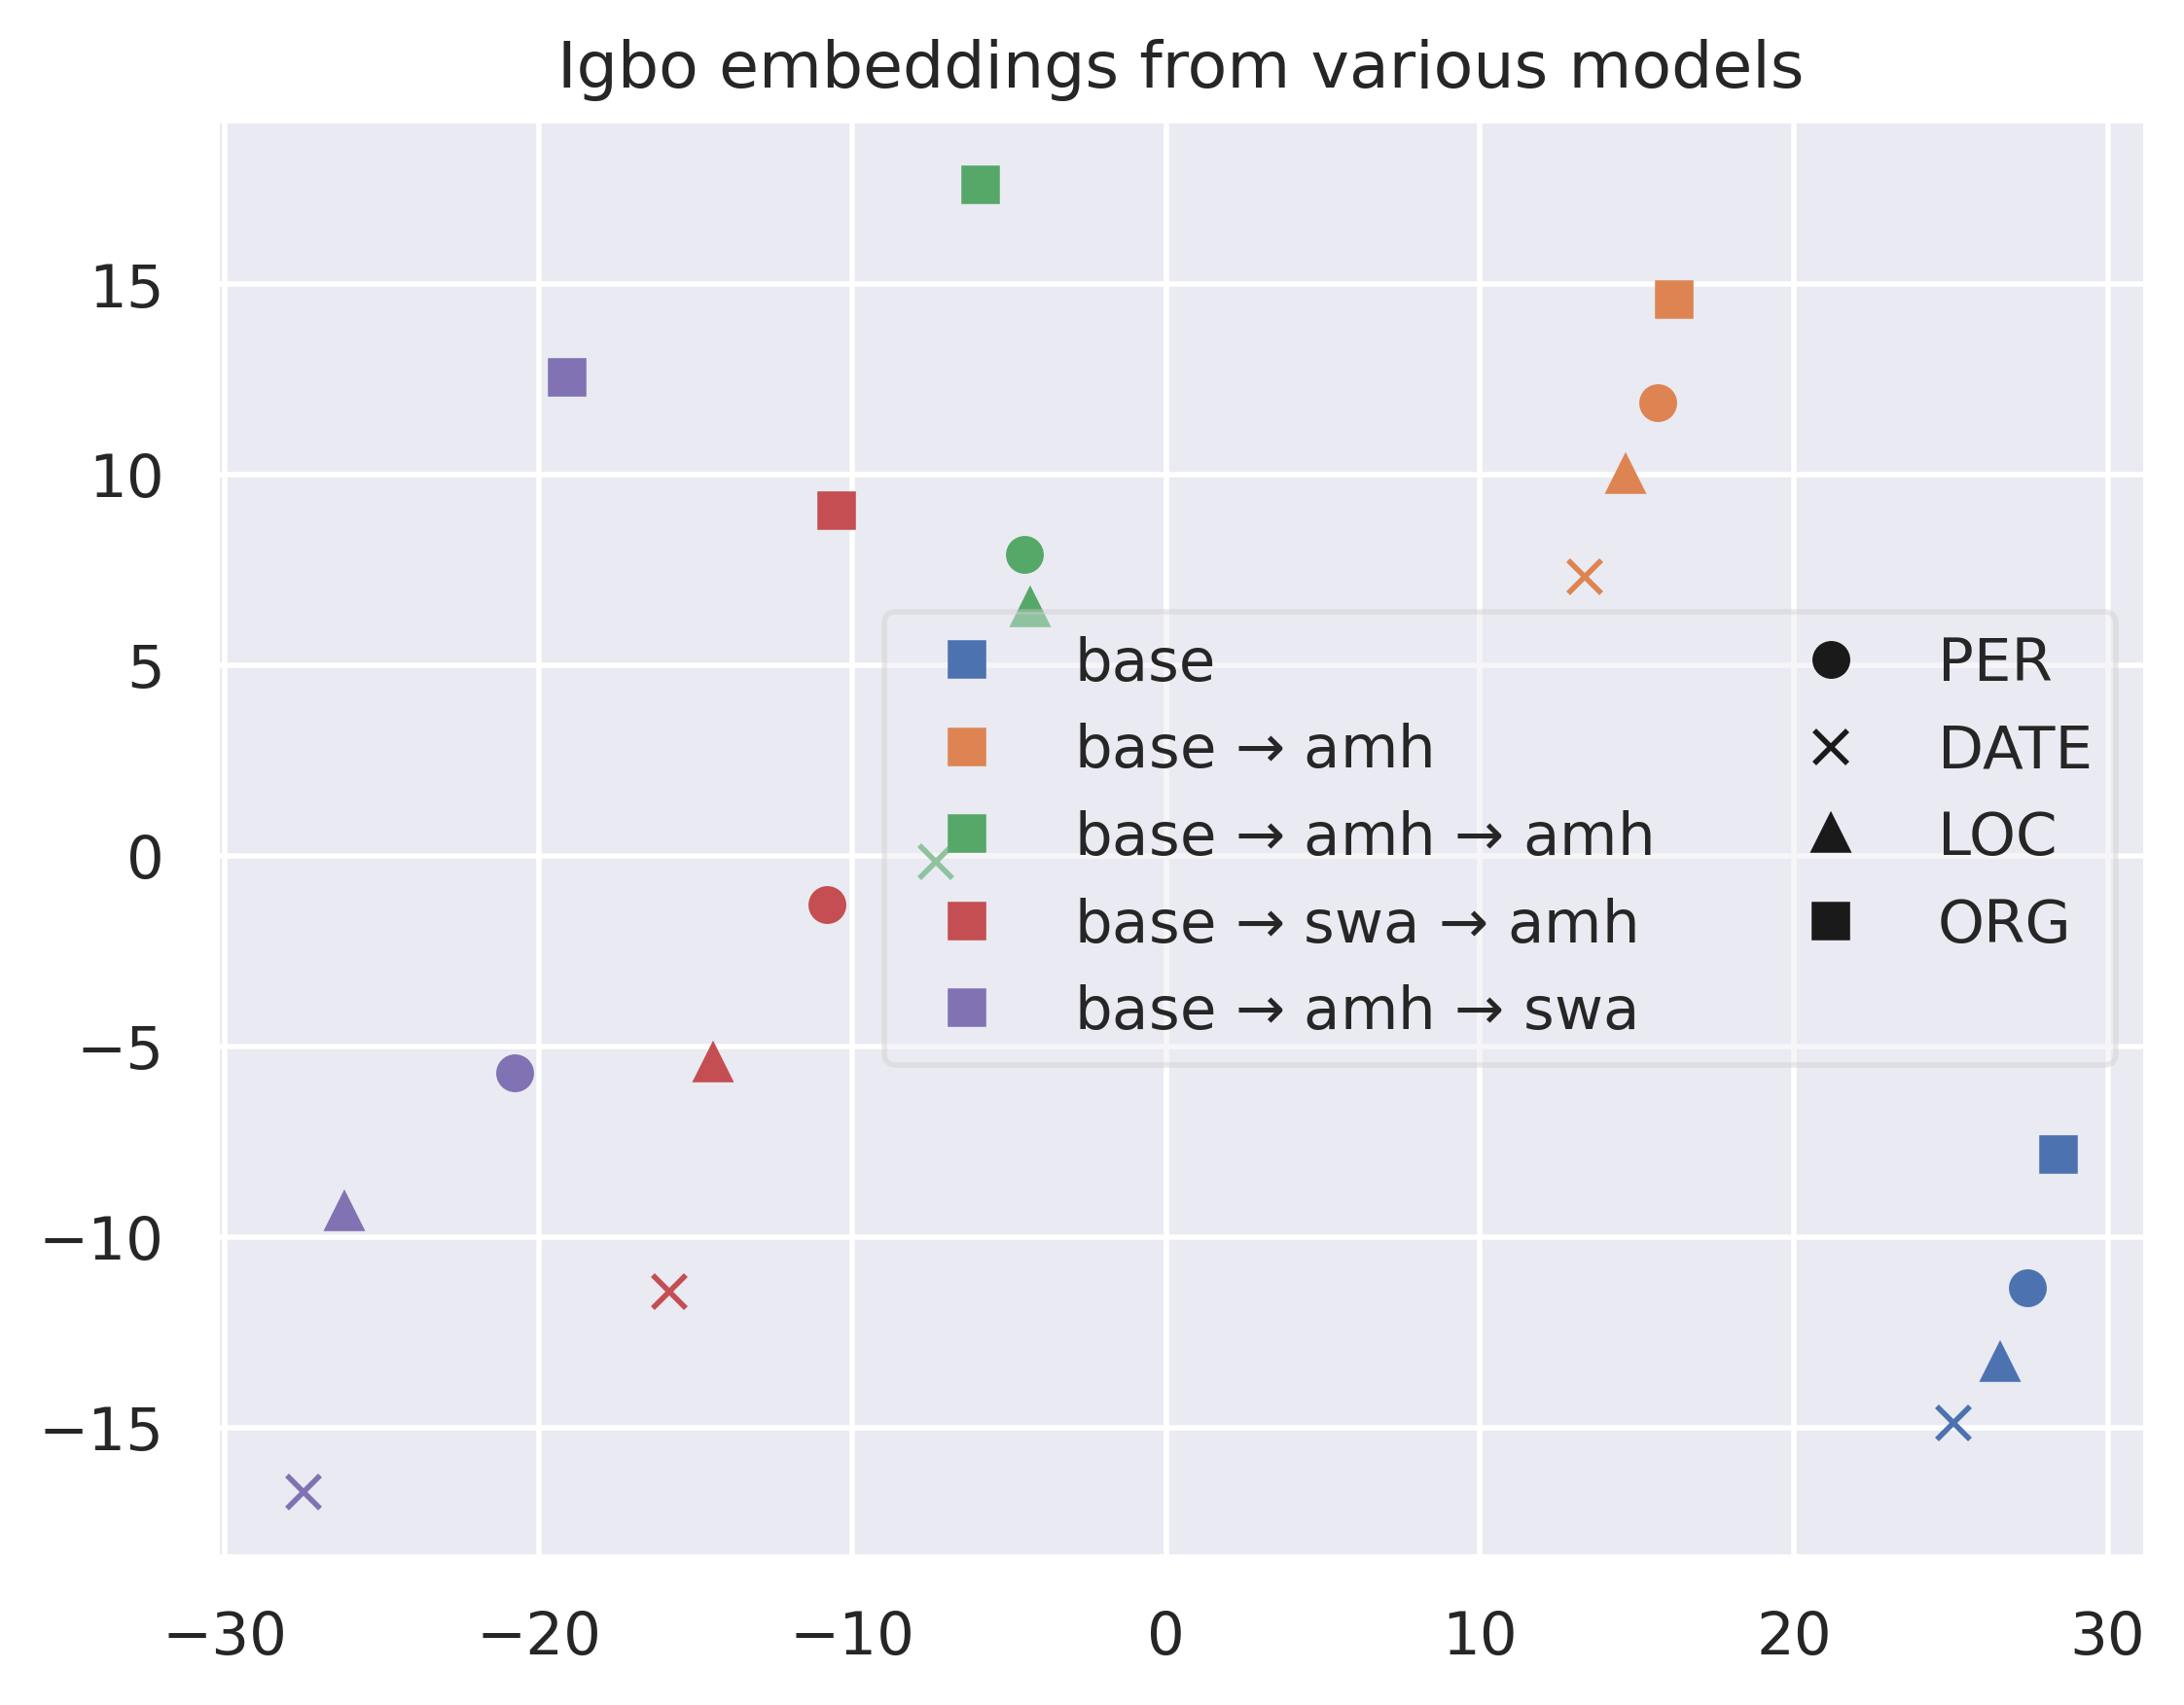 Igbo embeddings from various models
15
10
5
0
−5
−10
−15
base
base → amh
base → amh → amh
base → swa → amh
base → amh → swa
PER
DATE
LOC
ORG
−30 −20 −10 0 10 20 30